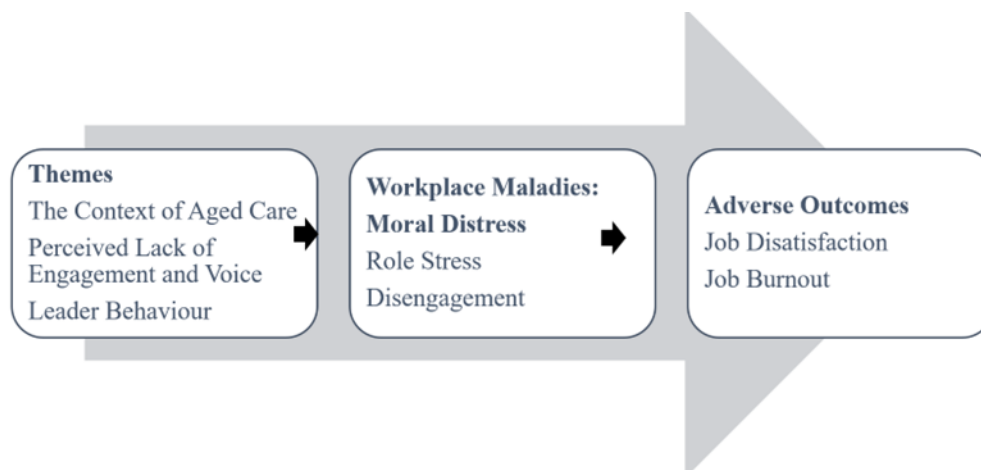 Themes
The Context of Aged Care
Perceived Lack of
Engagement and Voice
Leader Behaviour
Workplace Maladies:
Moral Distress
Role Stress
Disengagement
Adverse Outcomes
Job Disatisfaction
Job Burnout